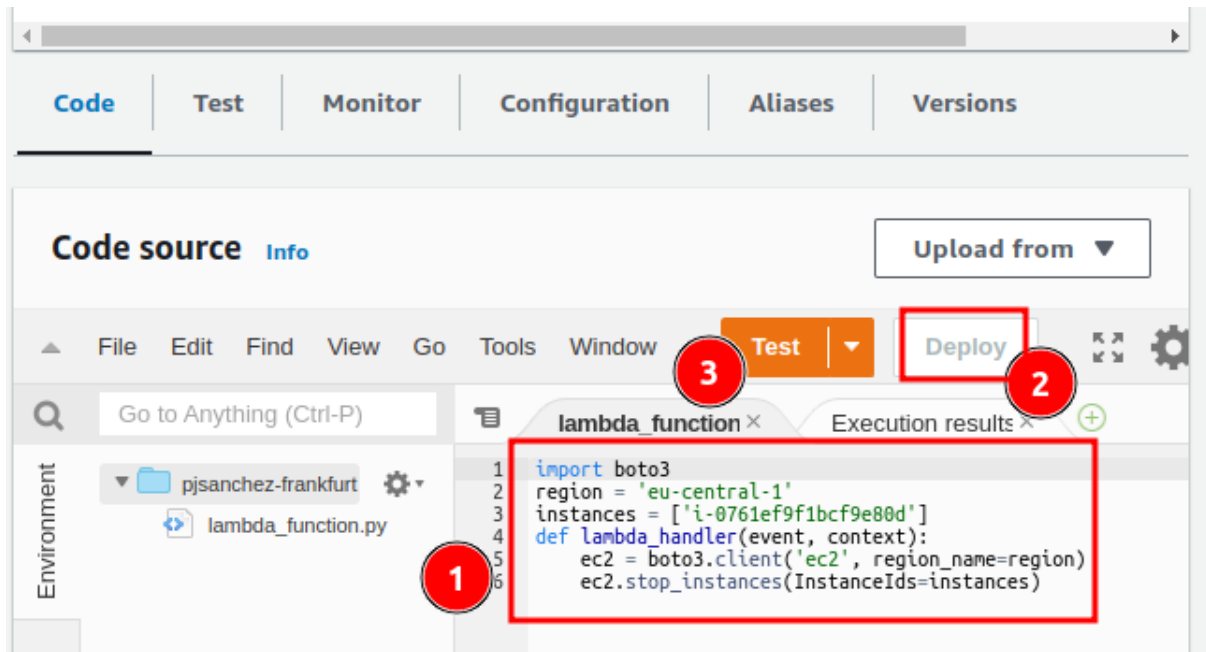 Code Test Monitor Configuration Aliases Versions
Code source Info Upload from
File Edit Find View Go Tools Window Test Deploy
3
2
Go to Anything (Ctrl-P) lambda_function × Execution results ×
Environment
pjsanchez-frankfurt
lambda_function.py
1
1 import boto3
2 region = 'eu-central-1'
3 instances = ['i-0761ef9f1bcf9e80d']
4 def lambda_handler(event, context):
5     ec2 = boto3.client('ec2', region_name=region)
6     ec2.stop_instances(InstanceIds=instances)